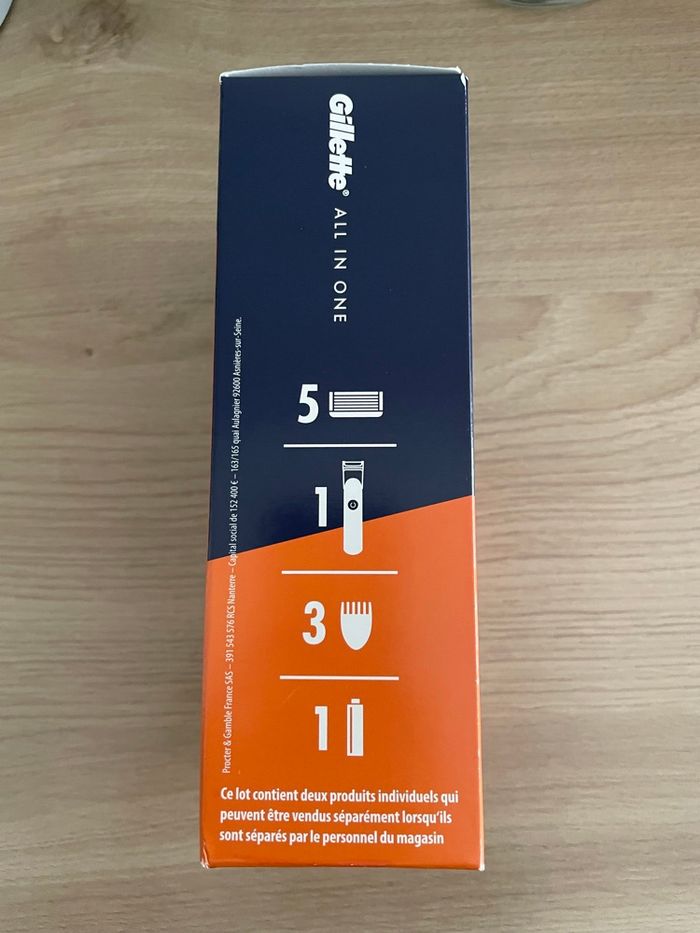 Gillette®
ALL IN ONE
5
1
3
1
Procter & Gamble France SAS – 391 543 576 RCS Nanterre – Capital social de 152 400 € – 163/165 quai Aulagnier 92600 Asnières-sur-Seine.
Ce lot contient deux produits individuels qui
peuvent être vendus séparément lorsqu'ils
sont séparés par le personnel du magasin